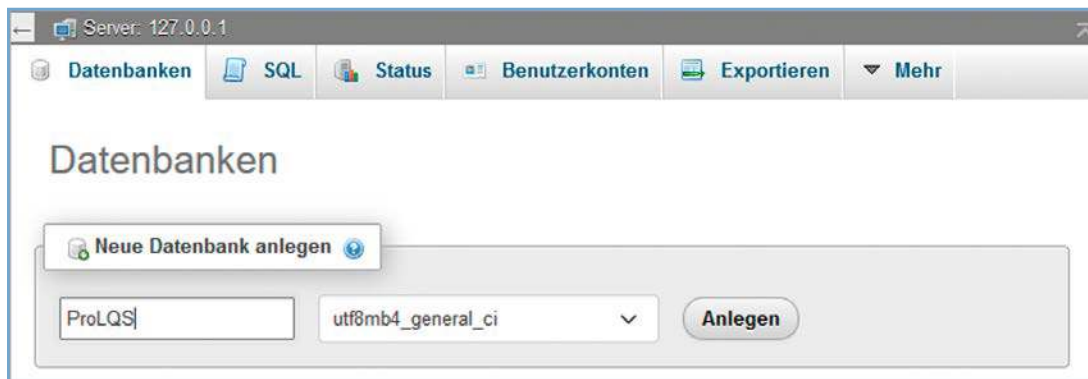 Server: 127.0.0.1
Datenbanken SQL Status Benutzerkonten Exportieren Mehr
Datenbanken
Neue Datenbank anlegen
ProLQS utf8mb4_general_ci Anlegen